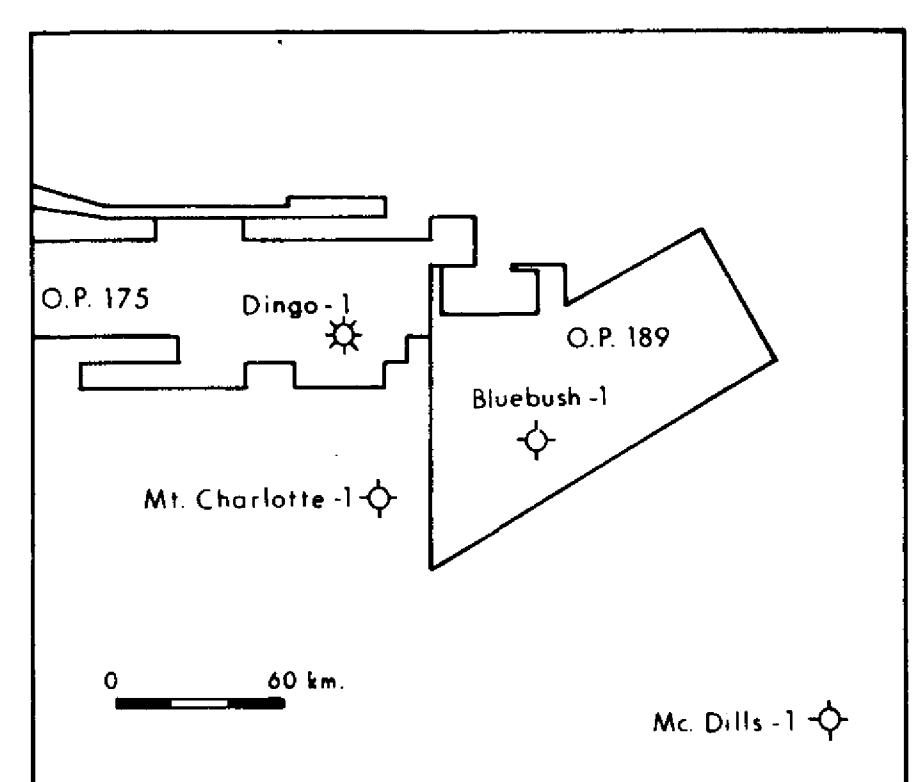 O.P. 175
Dingo - 1
O.P. 189
Bluebush -1
Mt. Charlotte -1
0 60 km.
Mc. Dills -1